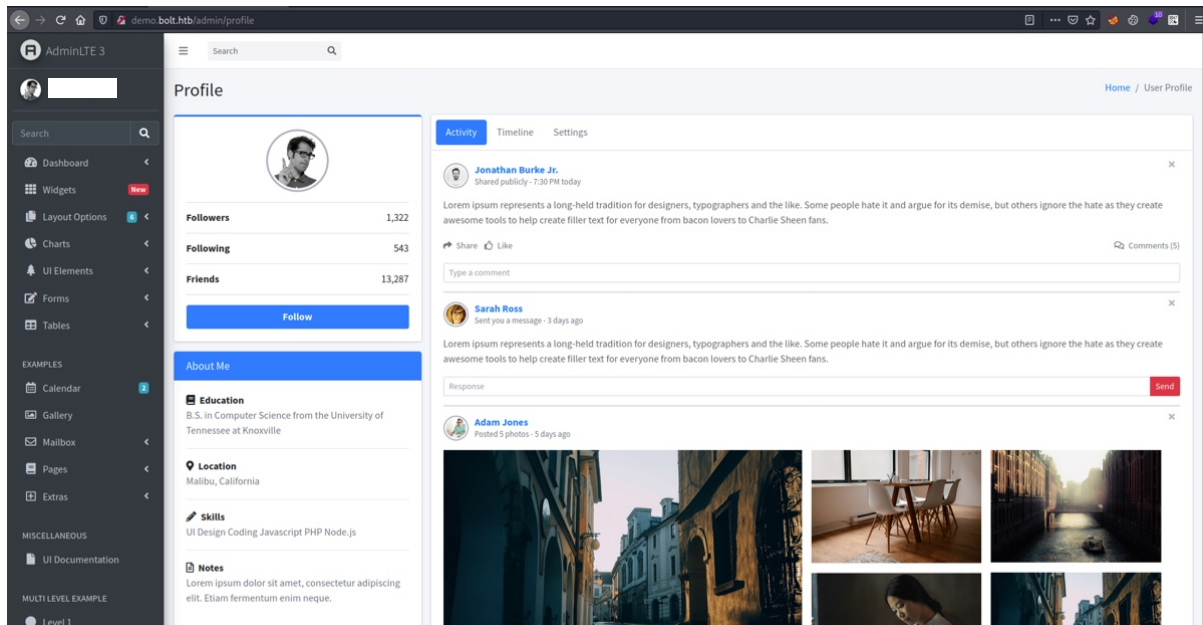 demo.bolt.htb/admin/profile
10
AdminLTE 3
Search
Dashboard
Widgets New
Layout Options 6
Charts
UI Elements
Forms
Tables
EXAMPLES
Calendar 2
Gallery
Mailbox
Pages
Extras
MISCELLANEOUS
UI Documentation
MULTI LEVEL EXAMPLE
Level 1
Search
Profile
Home / User Profile
Followers 1,322
Following 543
Friends 13,287
Follow
About Me
Education
B.S. in Computer Science from the University of
Tennessee at Knoxville
Location
Malibu, California
Skills
UI Design Coding Javascript PHP Node.js
Notes
Lorem ipsum dolor sit amet, consectetur adipiscing
elit. Etiam fermentum enim neque.
Activity Timeline Settings
Jonathan Burke Jr.
Shared publicly - 7:30 PM today
Lorem ipsum represents a long-held tradition for designers, typographers and the like. Some people hate it and argue for its demise, but others ignore the hate as they create
awesome tools to help create filler text for everyone from bacon lovers to Charlie Sheen fans.
Share Like Comments (5)
Type a comment
Sarah Ross
Sent you a message - 3 days ago
Lorem ipsum represents a long-held tradition for designers, typographers and the like. Some people hate it and argue for its demise, but others ignore the hate as they create
awesome tools to help create filler text for everyone from bacon lovers to Charlie Sheen fans.
Response Send
Adam Jones
Posted 5 photos - 5 days ago